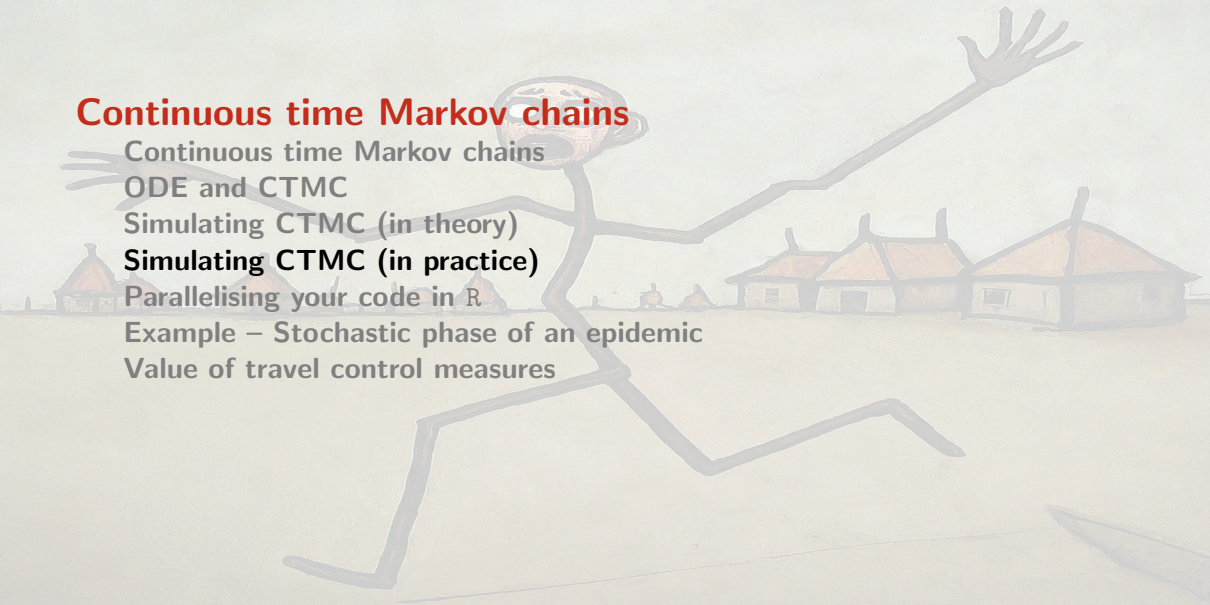 Continuous time Markov chains
Continuous time Markov chains
ODE and CTMC
Simulating CTMC (in theory)
Simulating CTMC (in practice)
Parallelising your code in R
Example – Stochastic phase of an epidemic
Value of travel control measures